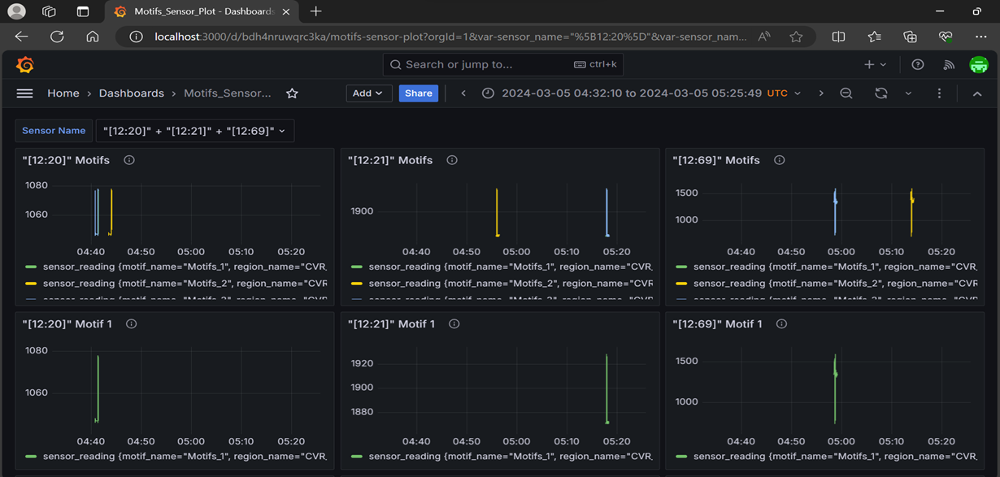 Motifs_Sensor_Plot - Dashboards
localhost:3000/d/bdh4nruwqrc3ka/motifs-sensor-plot?orgId=1&var-sensor_name="%5B12:20%5D"&var-sensor_nam...
Search or jump to...
ctrl+k
Home
Dashboards
Motifs_Sensor...
Add
Share
2024-03-05 04:32:10 to 2024-03-05 05:25:49 UTC
Sensor Name
"[12:20]" + "[12:21]" + "[12:69]"
"[12:20]" Motifs
1080
1060
04:40 04:50 05:00 05:10 05:20
sensor_reading {motif_name="Motifs_1", region_name="CVR,
sensor_reading {motif_name="Motifs_2", region_name="CVR
"[12:21]" Motifs
1900
04:40 04:50 05:00 05:10 05:20
sensor_reading {motif_name="Motifs_1", region_name="CVR,
sensor_reading {motif_name="Motifs_2", region_name="CVR
"[12:69]" Motifs
1500
1000
04:40 04:50 05:00 05:10 05:20
sensor_reading {motif_name="Motifs_1", region_name="CVR,
sensor_reading {motif_name="Motifs_2", region_name="CVR
"[12:20]" Motif 1
1080
1060
04:40 04:50 05:00 05:10 05:20
sensor_reading {motif_name="Motifs_1", region_name="CVR,
"[12:21]" Motif 1
1920
1900
1880
04:40 04:50 05:00 05:10 05:20
sensor_reading {motif_name="Motifs_1", region_name="CVR,
"[12:69]" Motif 1
1500
1000
04:40 04:50 05:00 05:10 05:20
sensor_reading {motif_name="Motifs_1", region_name="CVR,